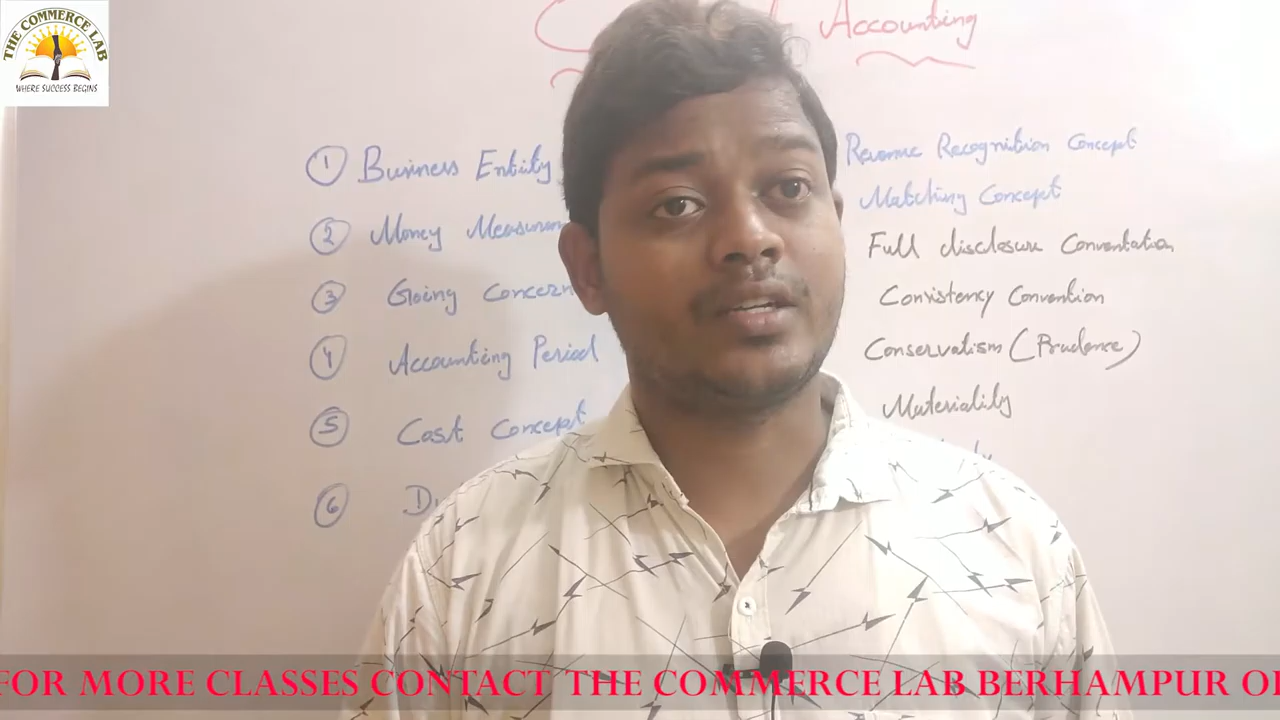 THE COMMERCE LAB
WHERE SUCCESS BEGINS
Accounting
① Business Entity
② Money
③ Going Concern
④ Accounting Period
⑤ Cost Concept
⑥
Revenue Recognition Concept
Matching Concept
Full disclosure Conventation
Consistency Convention
Conservatism (Prudence)
Materiality
FOR MORE CLASSES CONTACT THE COMMERCE LAB BERHAMPUR